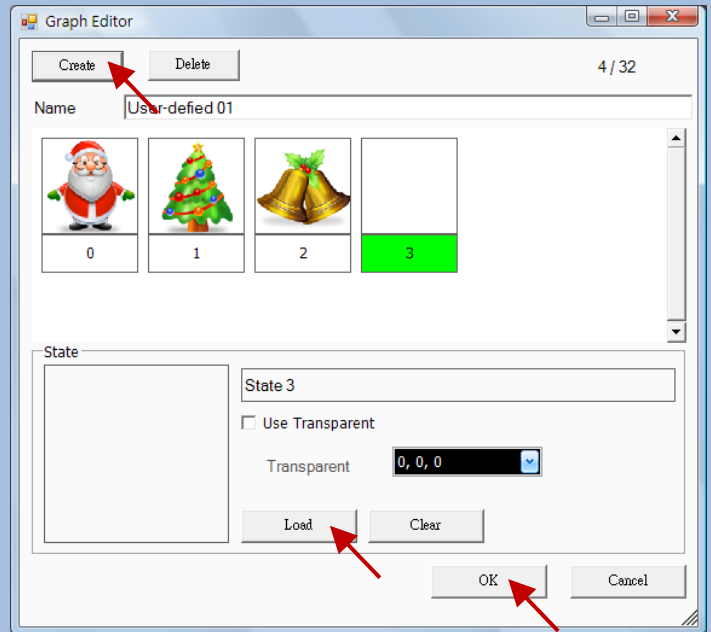 Graph Editor
Create Delete 4 / 32
Name User-defied 01
0 1 2 3
State
State 3
Use Transparent
Transparent 0, 0, 0
Load Clear
OK Cancel